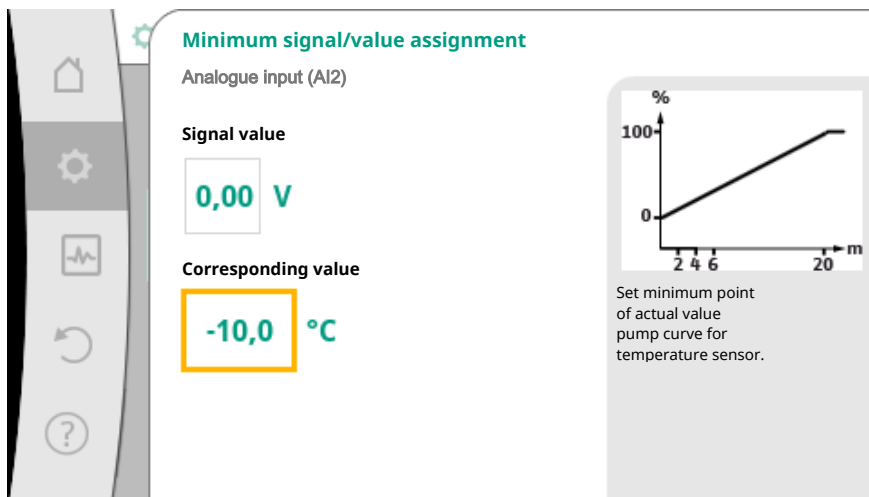 Minimum signal/value assignment
Analogue input (AI2)
Signal value
0,00 V
Corresponding value
-10,0 °C
%
100
0
2 4 6 20
m
Set minimum point
of actual value
pump curve for
temperature sensor.
?